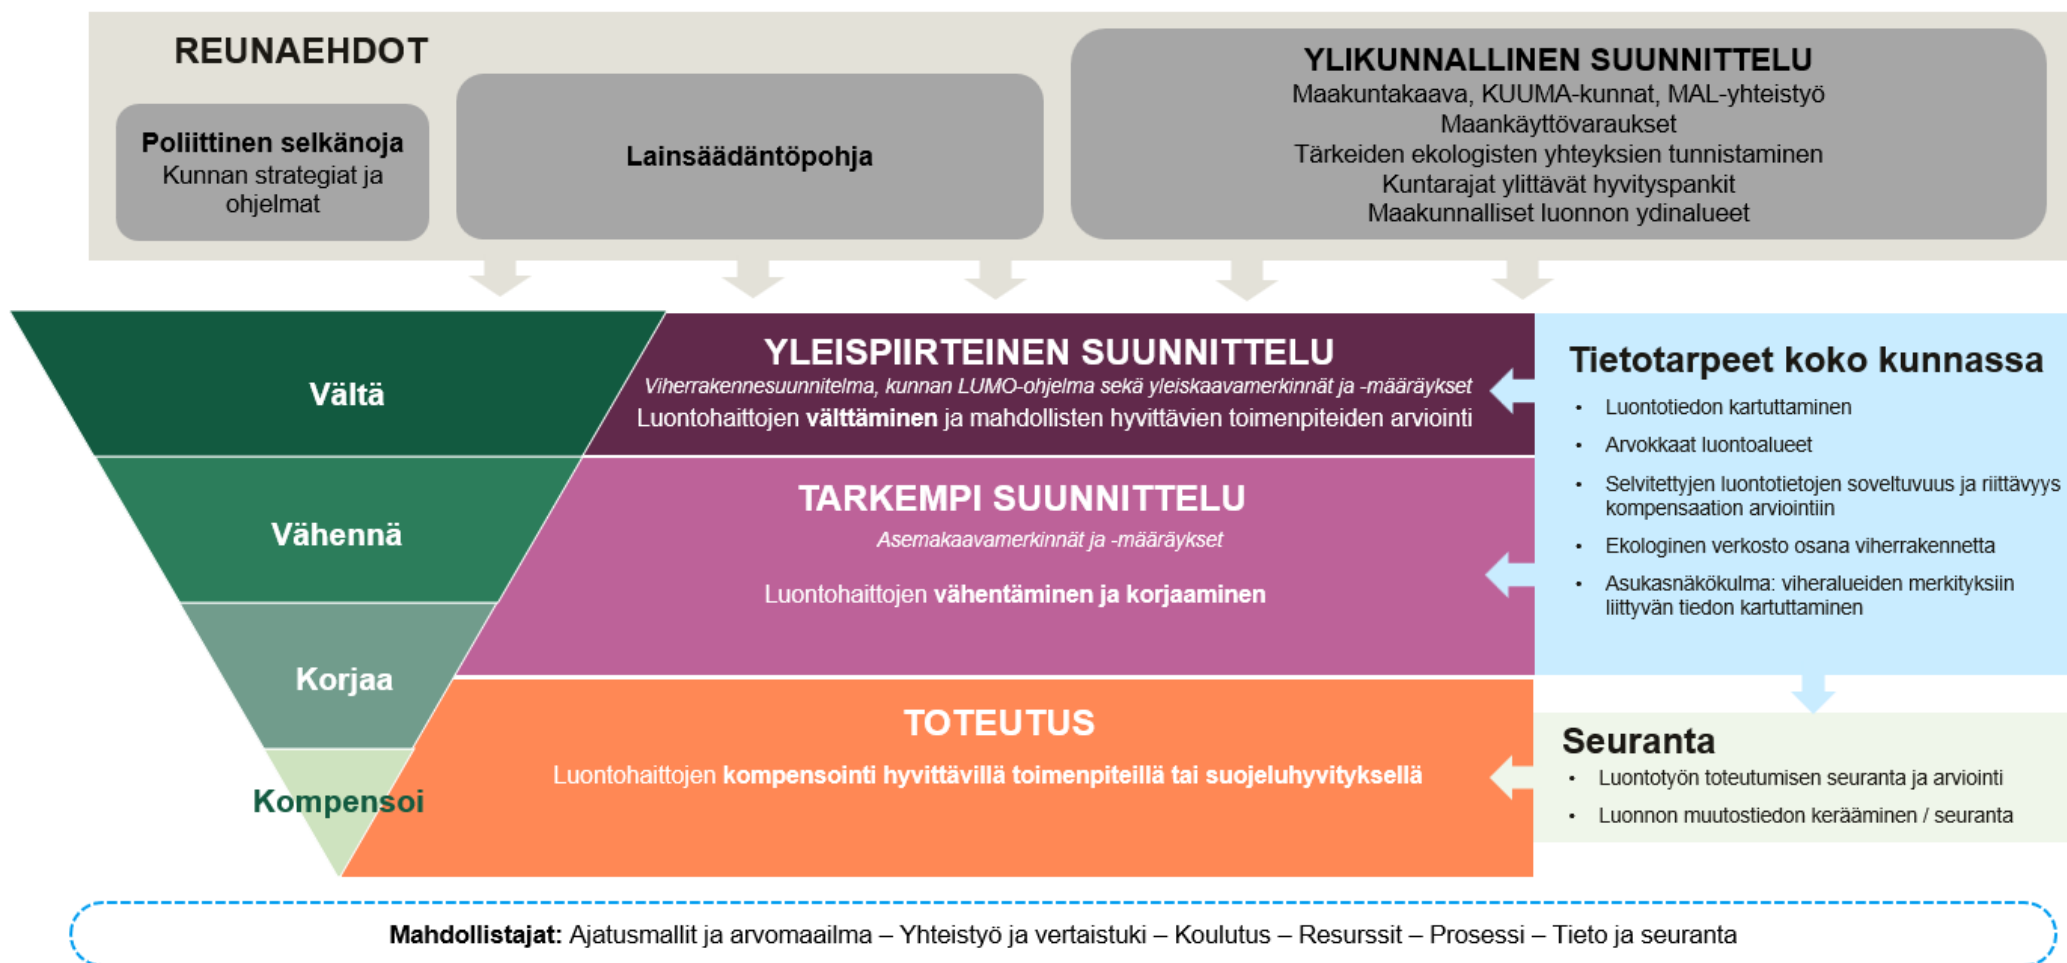 REUNAEHDOT
Poliittinen selkänoja
Kunnan strategiat ja
ohjelmat
Lainsäädäntöpohja
YLIKUNNALLINEN SUUNNITTELU
Maakuntakaava, KUUMA-kunnat, MAL-yhteistyö
Maankäyttövaraukset
Tärkeiden ekologisten yhteyksien tunnistaminen
Kuntarajat ylittävät hyvityspankit
Maakunnalliset luonnon ydinalueet
Vältä
Vähennä
Korjaa
Kompensoi
YLEISPIIRTEINEN SUUNNITTELU
Viherrakennesuunnitelma, kunnan LUMO-ohjelma sekä yleiskaavamerkinnät ja -määräykset
Luontohaittojen välttäminen ja mahdollisten hyvittävien toimenpiteiden arviointi
TARKEMPI SUUNNITTELU
Asemakaavamerkinnät ja -määräykset
Luontohaittojen vähentäminen ja korjaaminen
TOTEUTUS
Luontohaittojen kompensointi hyvittävillä toimenpiteillä tai suojeluhyvityksellä
Tietotarpeet koko kunnassa
• Luontotiedon kartuttaminen
• Arvokkaat luontoalueet
• Selvitettyjen luontotietojen soveltuvuus ja riittävyys
kompensaation arviointiin
• Ekologinen verkosto osana viherrakennetta
• Asukasnäkökulma: viheralueiden merkityksiin
liittyvän tiedon kartuttaminen
Seuranta
• Luontotyön toteutumisen seuranta ja arviointi
• Luonnon muutostiedon kerääminen / seuranta
Mahdollistajat: Ajatusmallit ja arvomaailma – Yhteistyö ja vertaistuki – Koulutus – Resurssit – Prosessi – Tieto ja seuranta